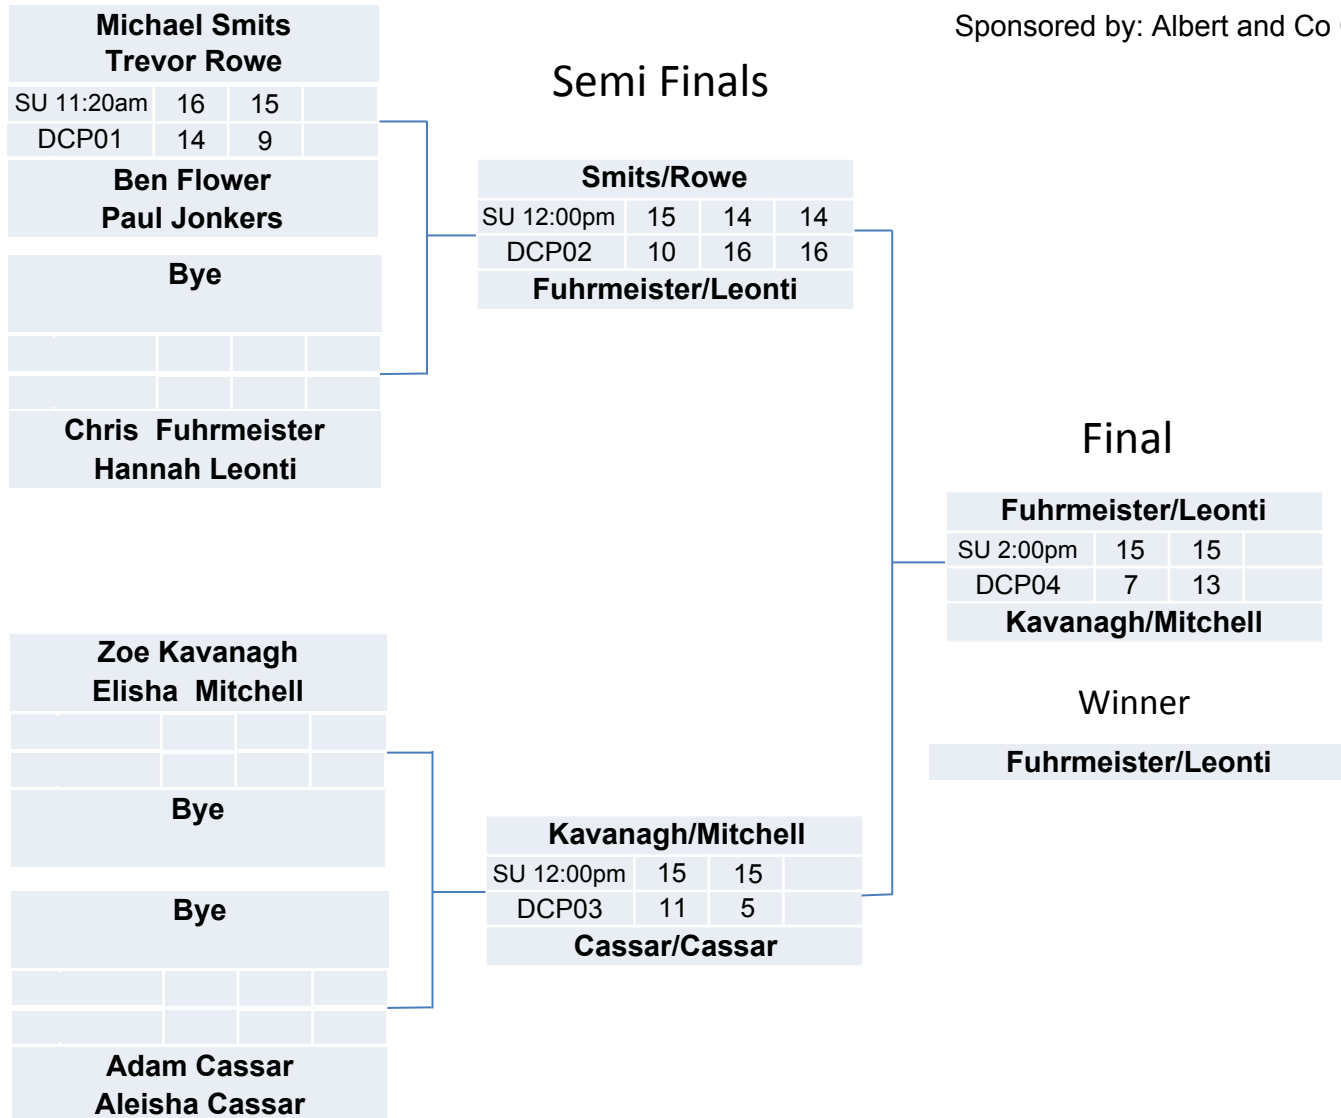 Sponsored by: Albert and Co
Michael Smits
Trevor Rowe
SU 11:20am 16 15
DCP01 14 9
Ben Flower
Paul Jonkers
Bye
Chris Fuhrmeister
Hannah Leonti
Zoe Kavanagh
Elisha Mitchell
Bye
Bye
Adam Cassar
Aleisha Cassar
Semi Finals
Smits/Rowe
SU 12:00pm 15 14 14
DCP02 10 16 16
Fuhrmeister/Leonti
Kavanagh/Mitchell
SU 12:00pm 15 15
DCP03 11 5
Cassar/Cassar
Final
Fuhrmeister/Leonti
SU 2:00pm 15 15
DCP04 7 13
Kavanagh/Mitchell
Winner
Fuhrmeister/Leonti